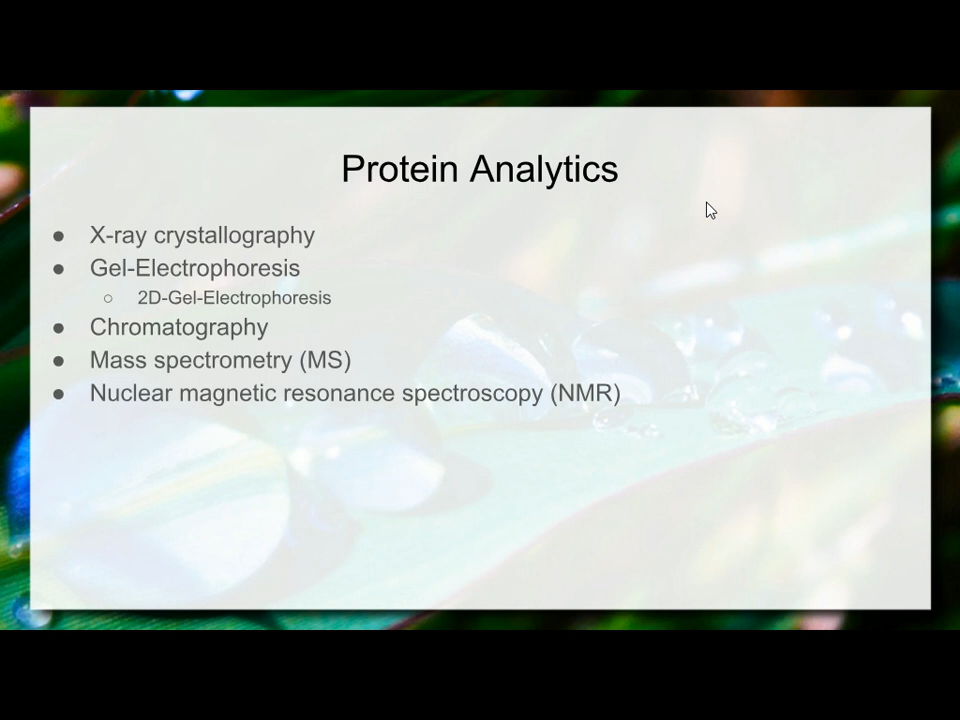 Protein Analytics
● X-ray crystallography
● Gel-Electrophoresis
○ 2D-Gel-Electrophoresis
● Chromatography
● Mass spectrometry (MS)
● Nuclear magnetic resonance spectroscopy (NMR)